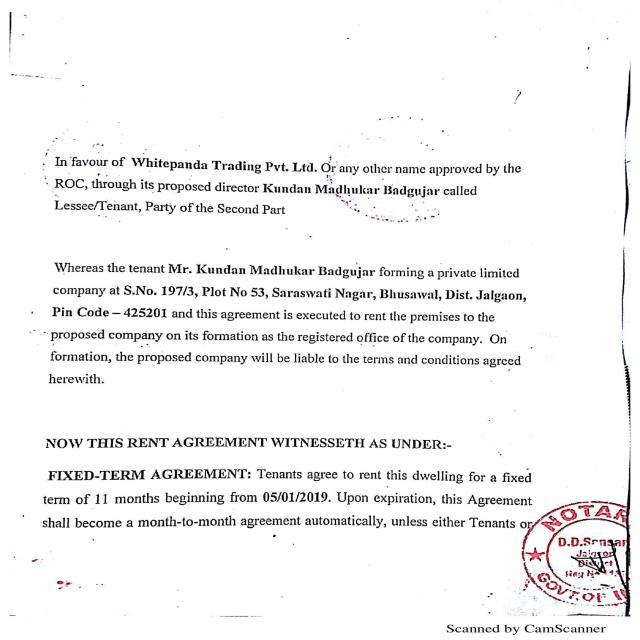 In favour of Whitepanda Trading Pvt. Ltd. Or any other name approved by the
ROC, through its proposed director Kundan Madhukar Badgujar called
Lessee/Tenant, Party of the Second Part
Whereas the tenant Mr. Kundan Madhukar Badgujar forming a private limited
company at S.No. 197/3, Plot No 53, Saraswati Nagar, Bhusawal, Dist. Jalgaon,
Pin Code – 425201 and this agreement is executed to rent the premises to the
proposed company on its formation as the registered office of the company. On
formation, the proposed company will be liable to the terms and conditions agreed
herewith.
NOW THIS RENT AGREEMENT WITNESSETH AS UNDER:-
FIXED-TERM AGREEMENT: Tenants agree to rent this dwelling for a fixed
term of 11 months beginning from 05/01/2019. Upon expiration, this Agreement
shall become a month-to-month agreement automatically, unless either Tenants or
NOTAR
D.D.Sensar
GOVT.OF
Scanned by CamScanner